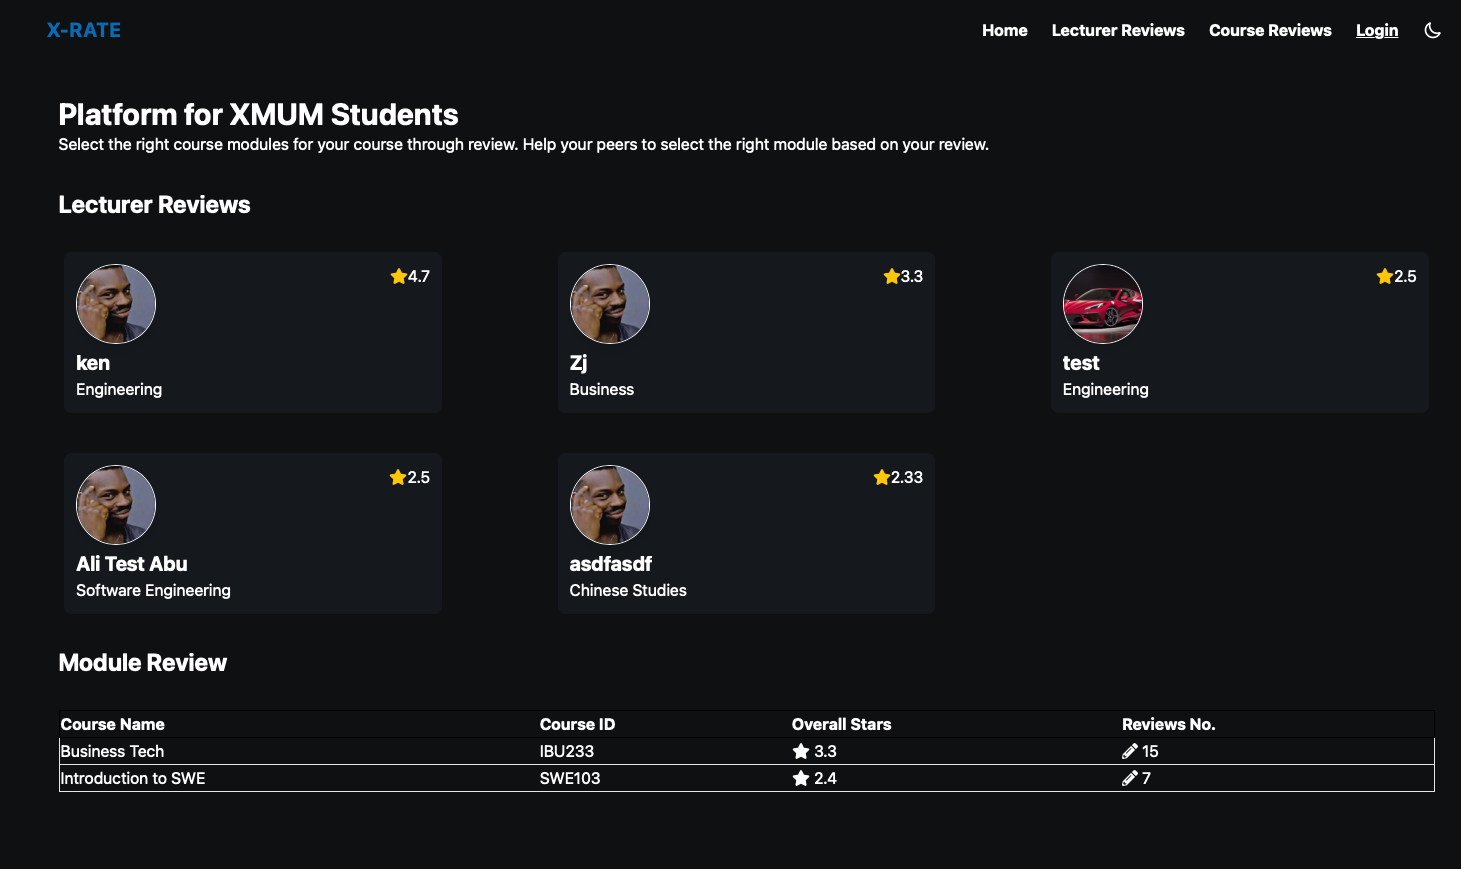 X-RATE
Home Lecturer Reviews Course Reviews Login
Platform for XMUM Students
Select the right course modules for your course through review. Help your peers to select the right module based on your review.
Lecturer Reviews
4.7
ken
Engineering
3.3
Zj
Business
2.5
test
Engineering
2.5
Ali Test Abu
Software Engineering
2.33
asdfasdf
Chinese Studies
Module Review
Course Name Course ID Overall Stars Reviews No.
Business Tech IBU233 3.3 15
Introduction to SWE SWE103 2.4 7